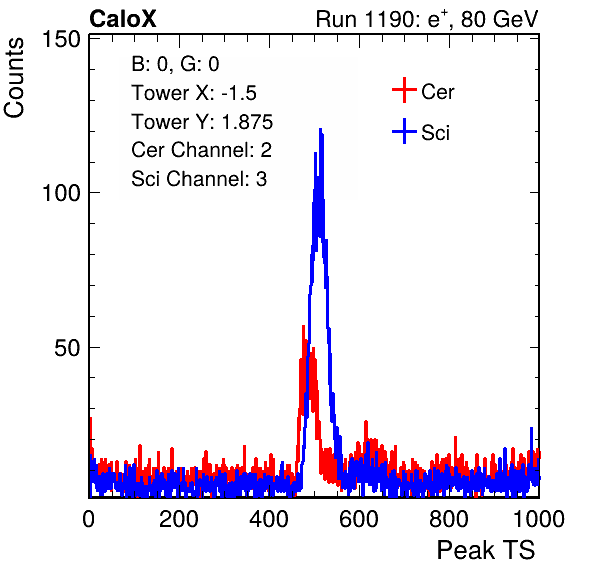 CaloX Run 1190: e⁺, 80 GeV
B: 0, G: 0
Tower X: -1.5
Tower Y: 1.875
Cer Channel: 2
Sci Channel: 3
Cer
Sci
Counts
150
100
50
0 200 400 600 800 1000
Peak TS